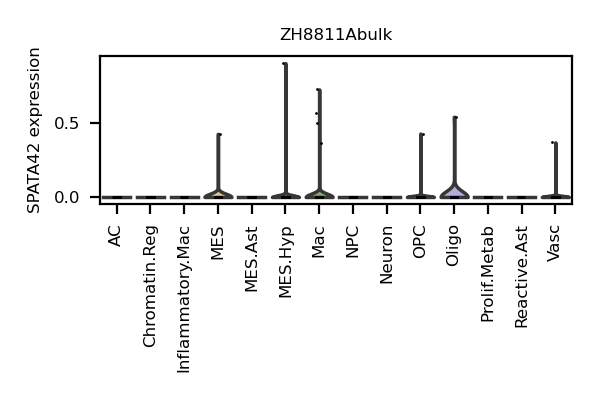 ZH8811Abulk
SPATA42 expression
0.5
0.0
AC
Chromatin.Reg
Inflammatory.Mac
MES
MES.Ast
MES.Hyp
Mac
NPC
Neuron
OPC
Oligo
Prolif.Metab
Reactive.Ast
Vasc